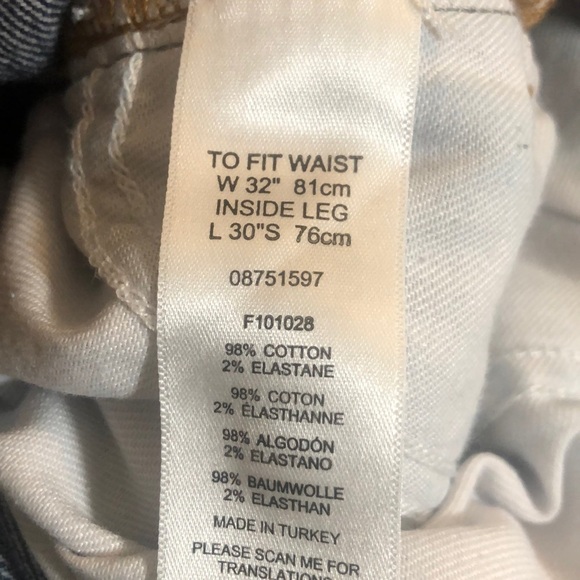 TO FIT WAIST
W 32" 81cm
INSIDE LEG
L 30"S 76cm
08751597
F101028
98% COTTON
2% ELASTANE
98% COTON
2% ÉLASTHANNE
98% ALGODÓN
2% ELASTANO
98% BAUMWOLLE
2% ELASTHAN
MADE IN TURKEY
PLEASE SCAN ME FOR
TRANSLATIONS